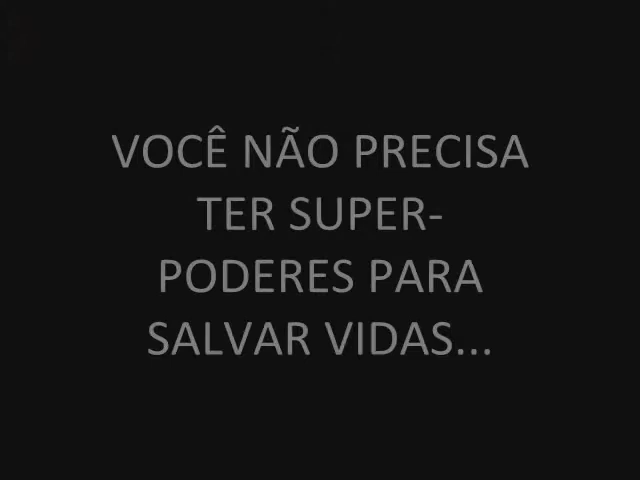 VOCÊ NÃO PRECISA
TER SUPER-
PODERES PARA
SALVAR VIDAS...